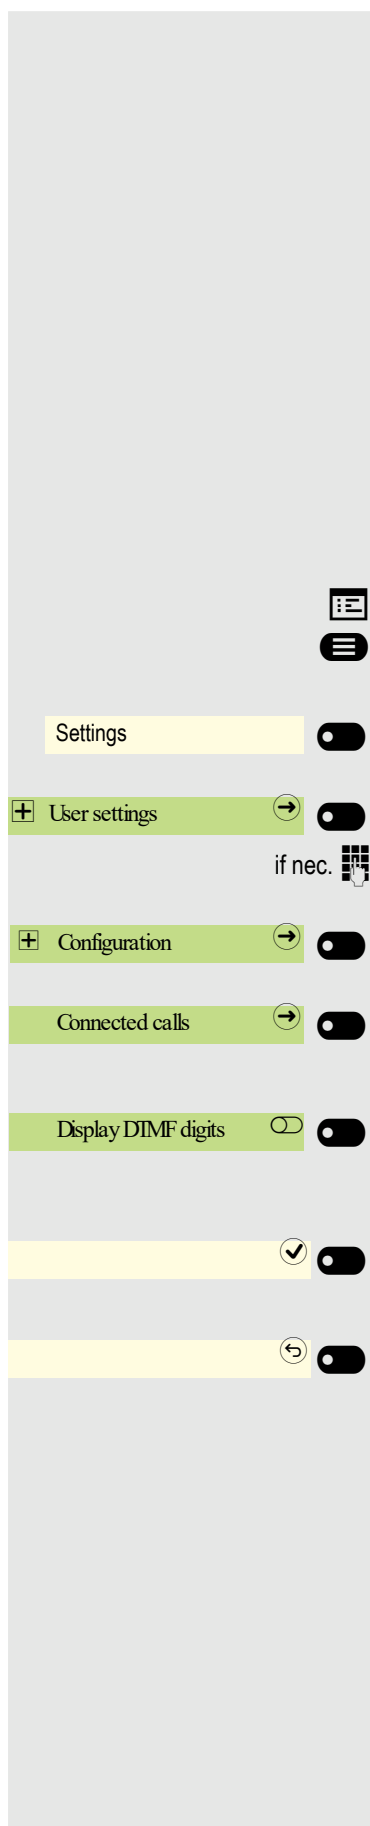 Settings
User settings
if nec.
Configuration
Connected calls
Display DTMF digits